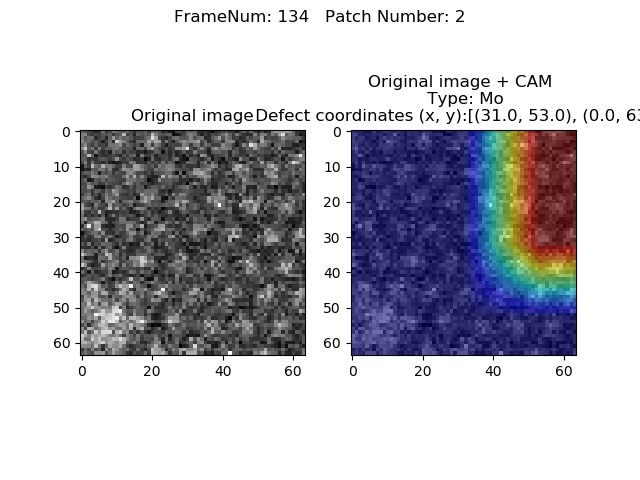 FrameNum: 134   Patch Number: 2
Original image + CAM
Type: Mo
Original image
Defect coordinates (x, y):[(31.0, 53.0), (0.0, 63
0
10
20
30
40
50
60
0 20 40 60
0
10
20
30
40
50
60
0 20 40 60